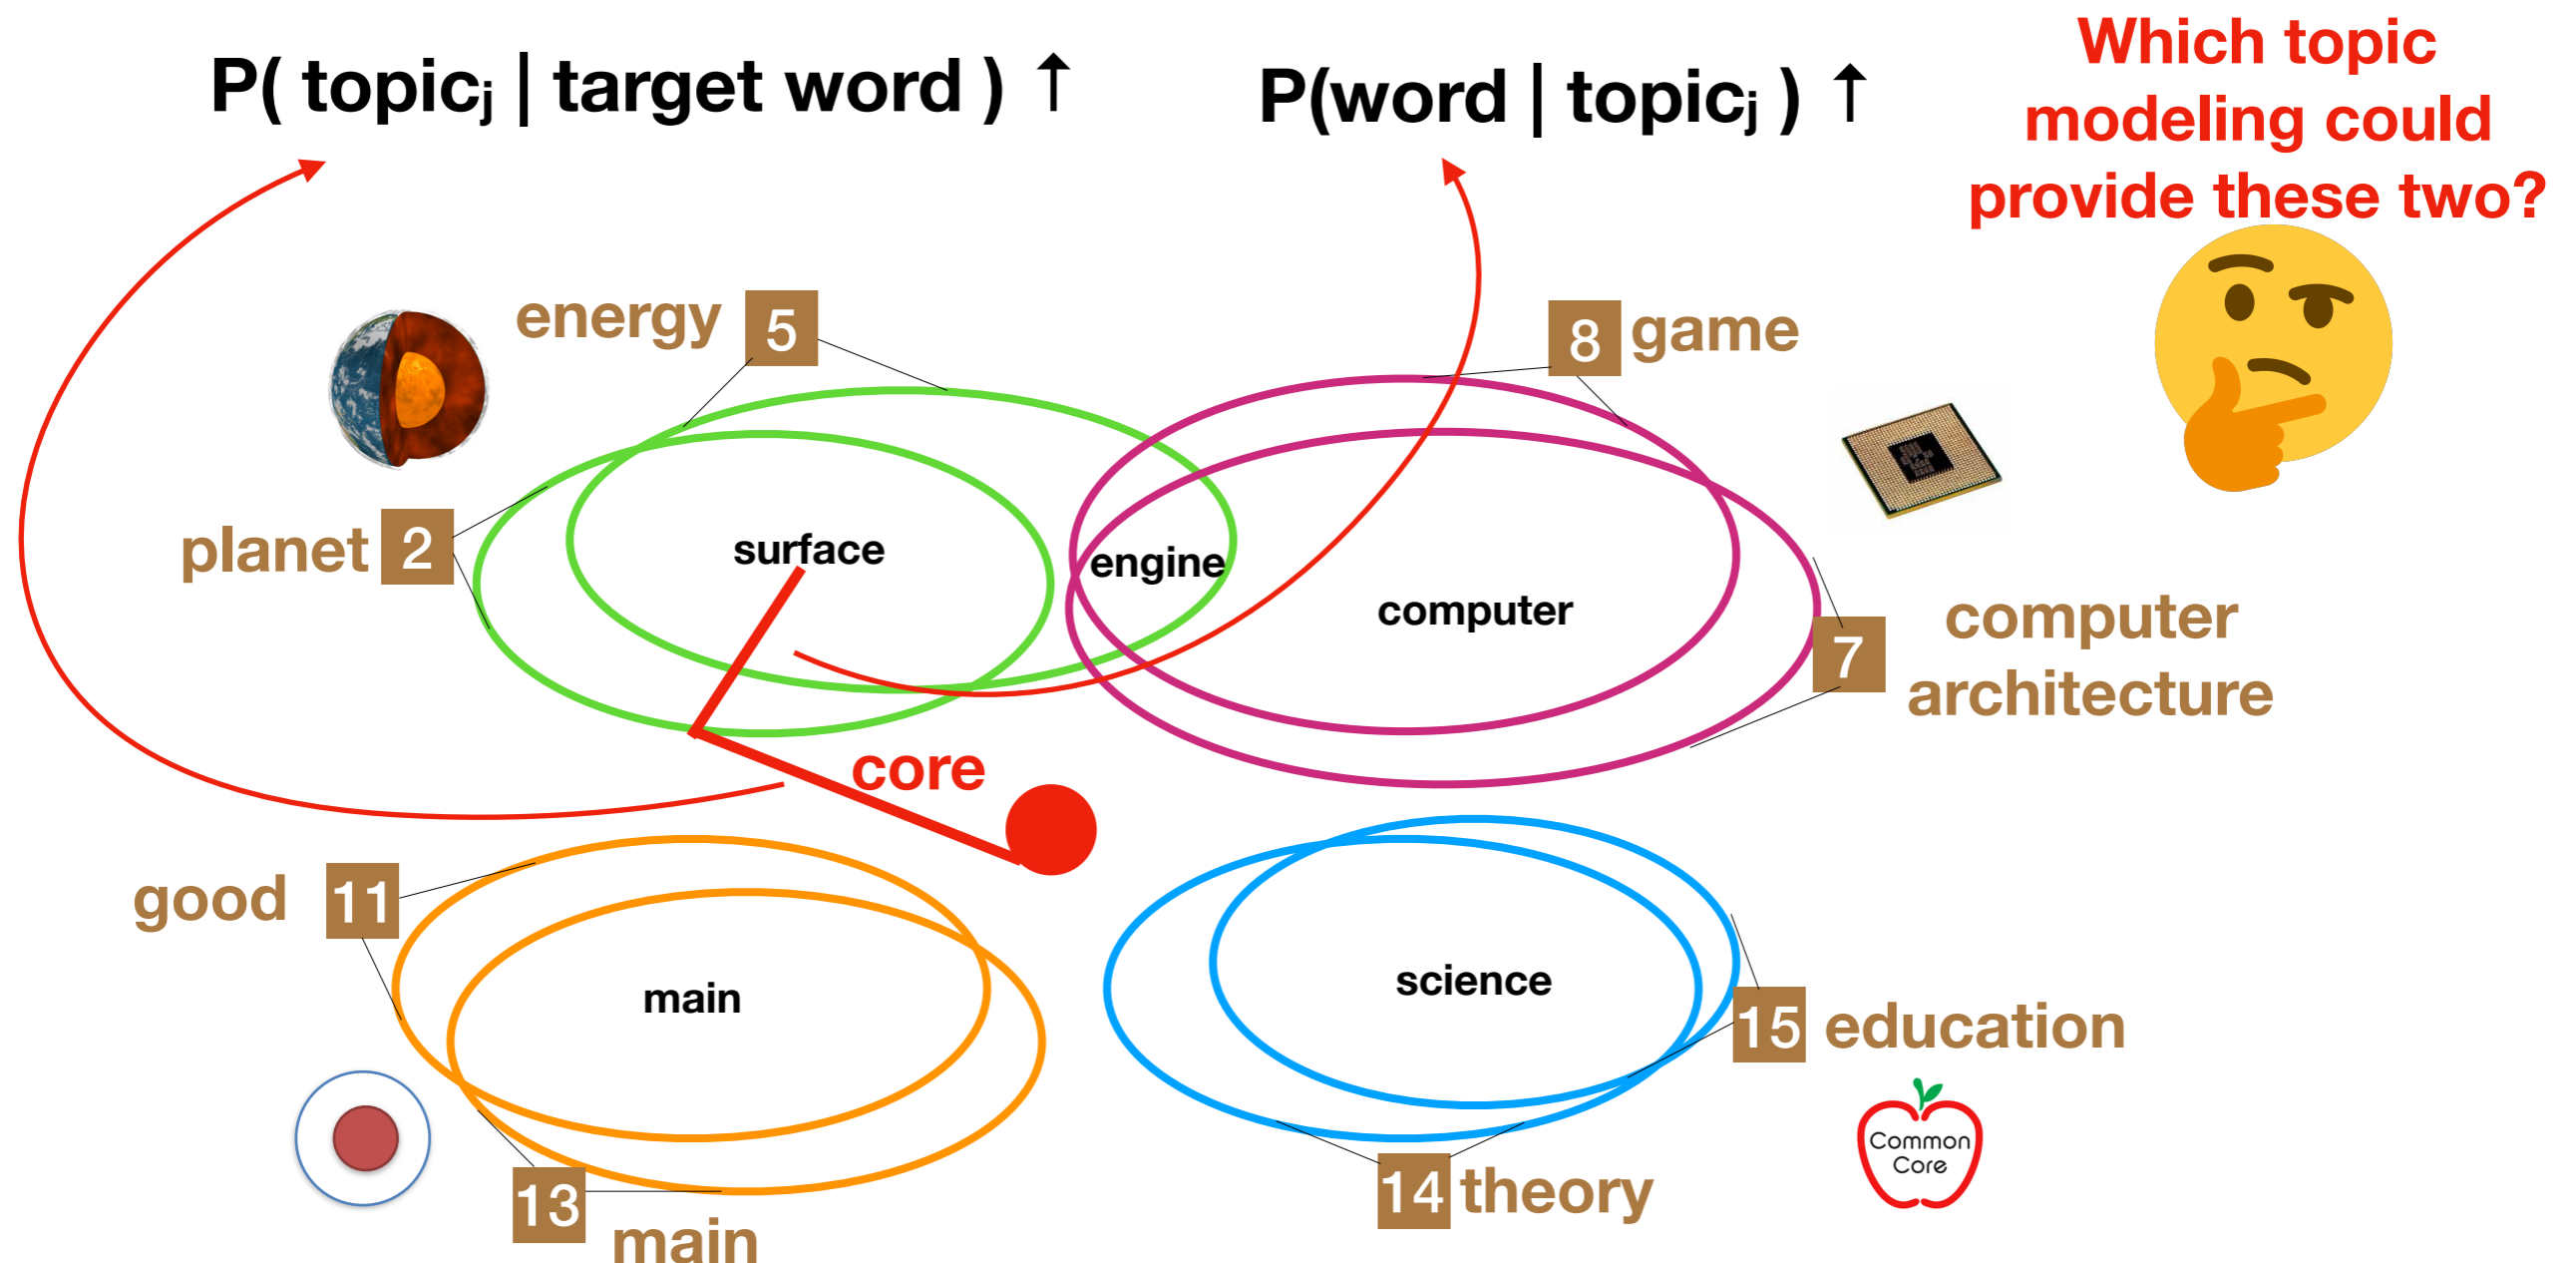 P( topicⱼ | target word ) ↑
P(word | topicⱼ ) ↑
Which topic
modeling could
provide these two?
energy 5
8 game
planet 2
surface
engine
computer
7
computer
architecture
core
good 11
main
science
15 education
13
main
14 theory
Common
Core